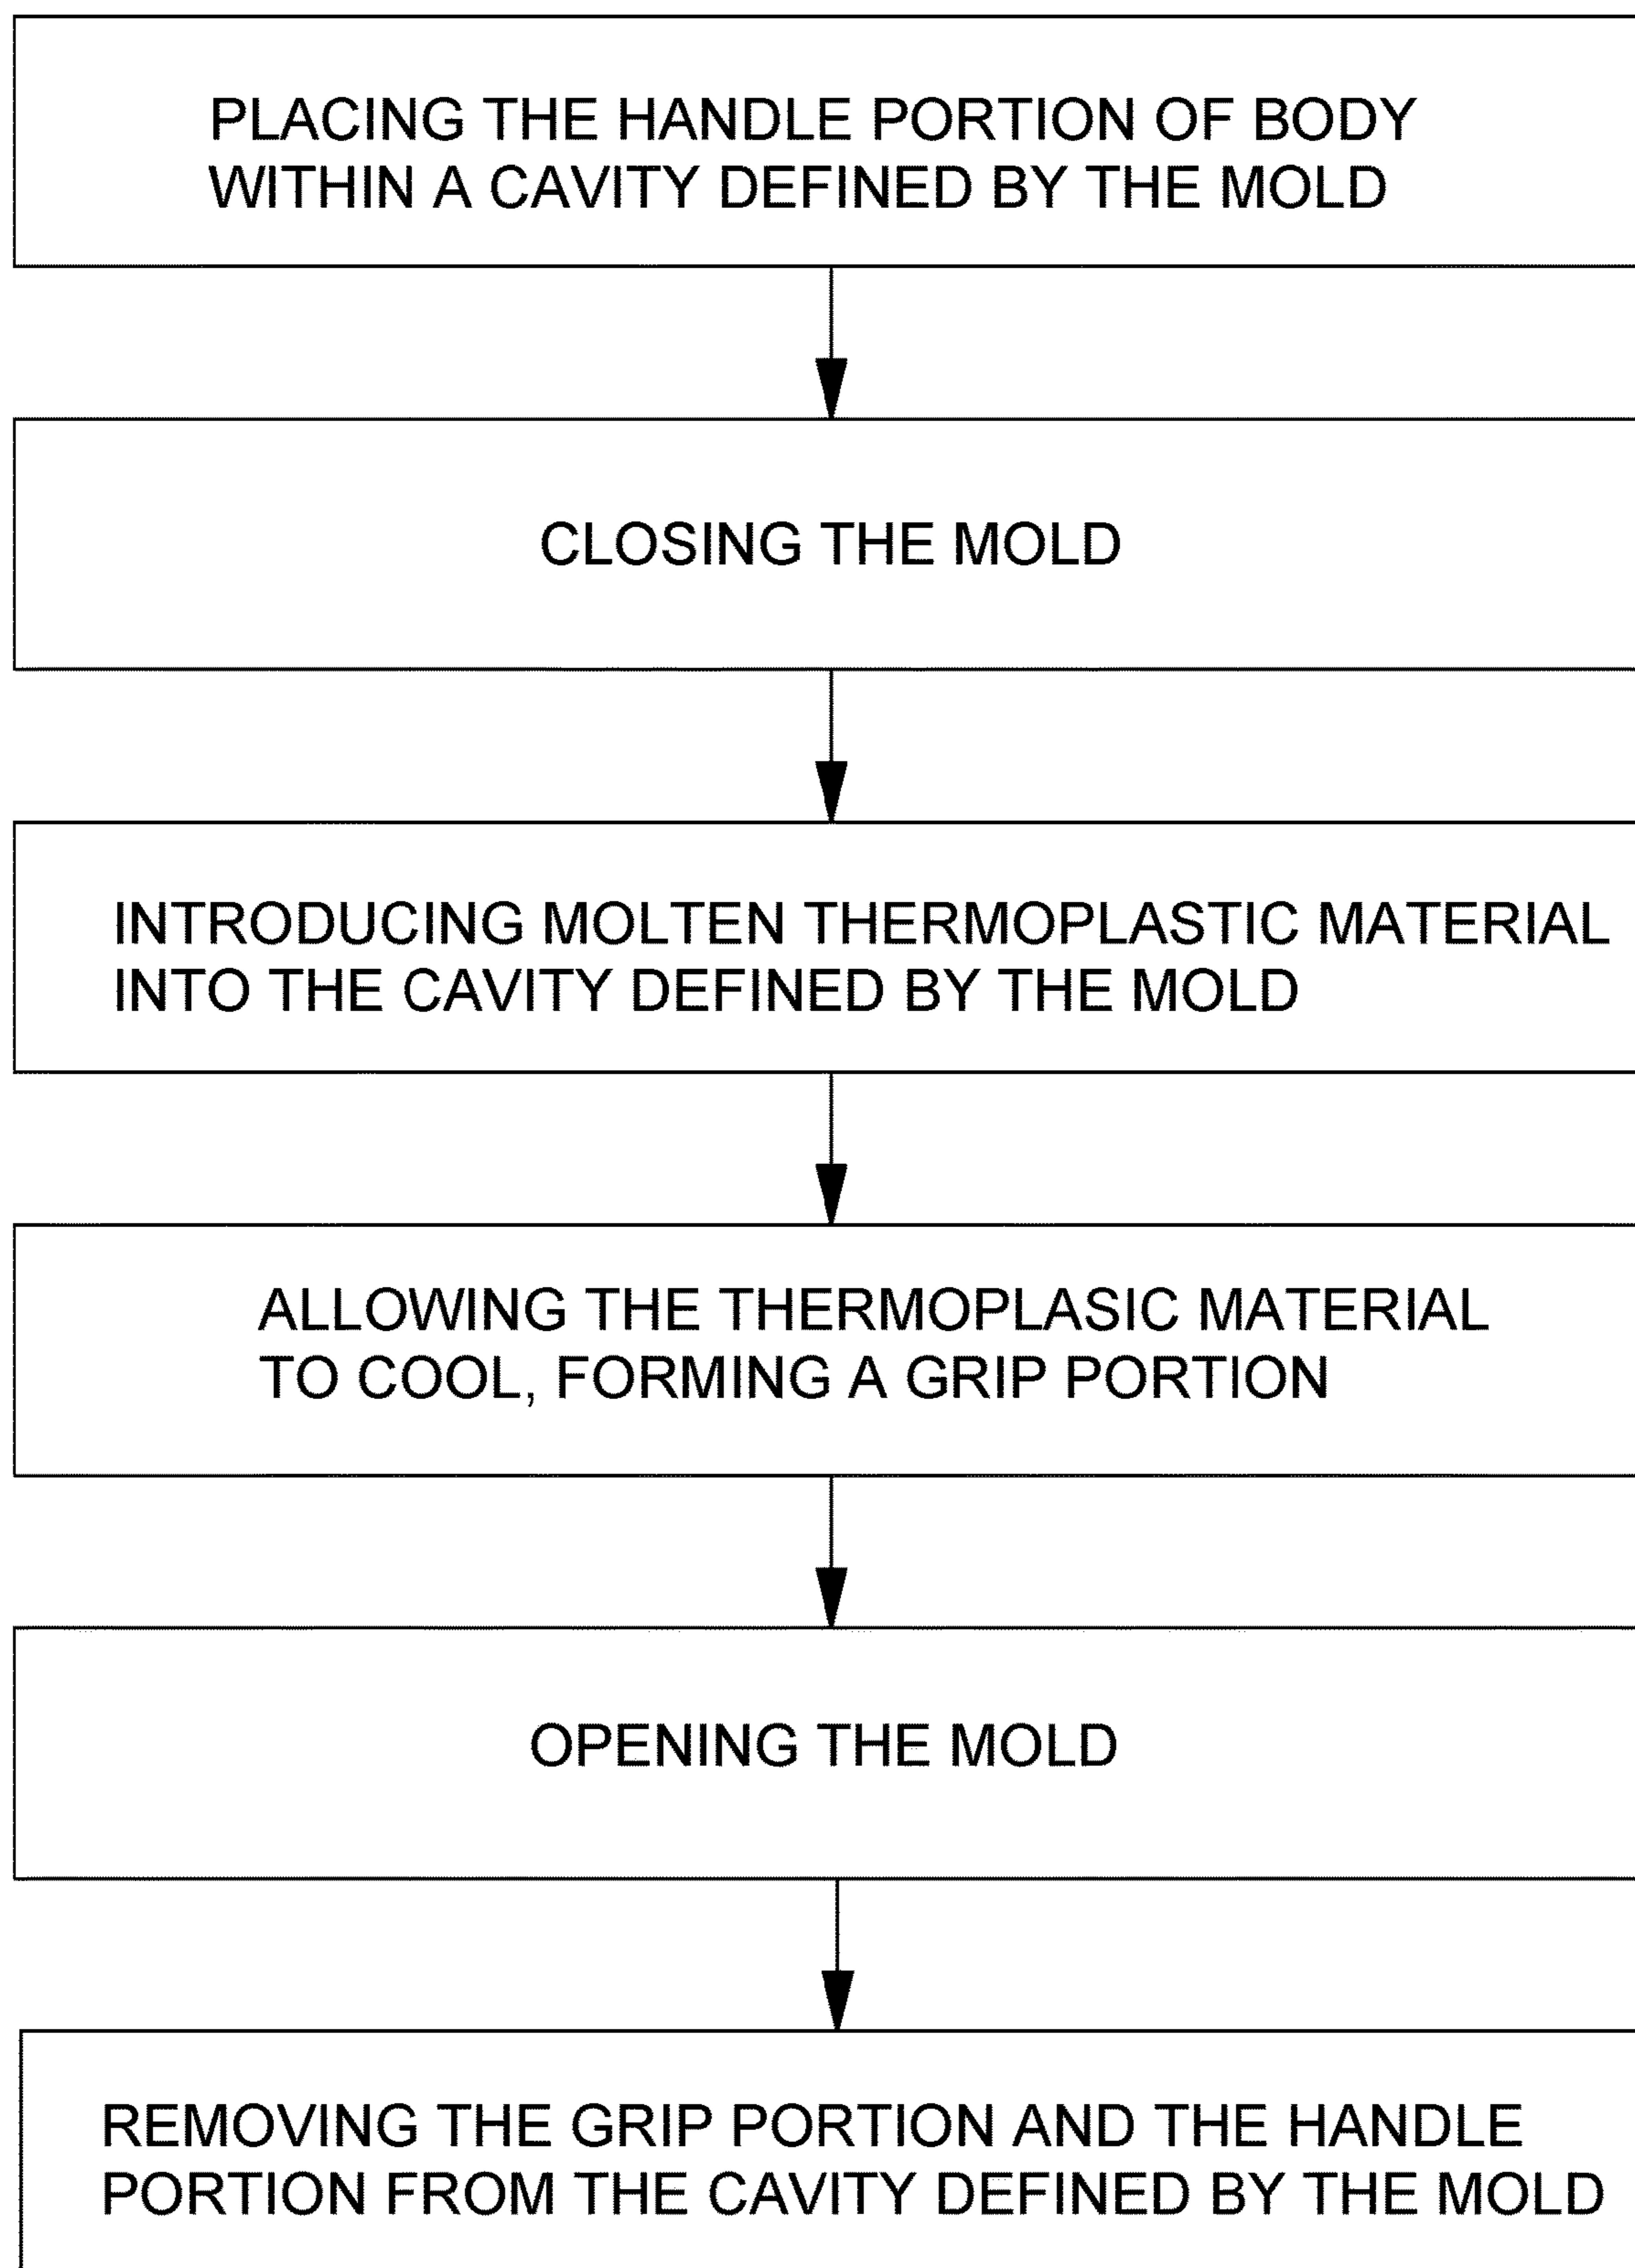 PLACING THE HANDLE PORTION OF BODY
WITHIN A CAVITY DEFINED BY THE MOLD
CLOSING THE MOLD
INTRODUCING MOLTEN THERMOPLASTIC MATERIAL
INTO THE CAVITY DEFINED BY THE MOLD
ALLOWING THE THERMOPLASIC MATERIAL
TO COOL, FORMING A GRIP PORTION
OPENING THE MOLD
REMOVING THE GRIP PORTION AND THE HANDLE
PORTION FROM THE CAVITY DEFINED BY THE MOLD